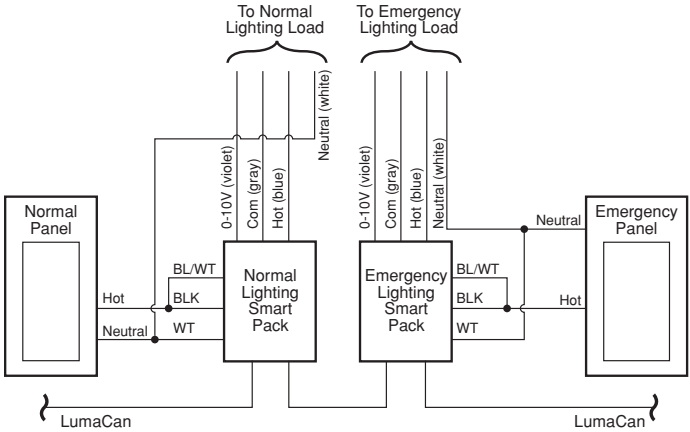 To Normal
Lighting Load
To Emergency
Lighting Load
0-10V (violet)
Com (gray)
Hot (blue)
Neutral (white)
0-10V (violet)
Com (gray)
Hot (blue)
Neutral (white)
Normal
Panel
Hot
Neutral
BL/WT
BLK
WT
Normal
Lighting
Smart
Pack
Emergency
Lighting
Smart
Pack
BL/WT
BLK
WT
Neutral
Hot
Emergency
Panel
LumaCan
LumaCan